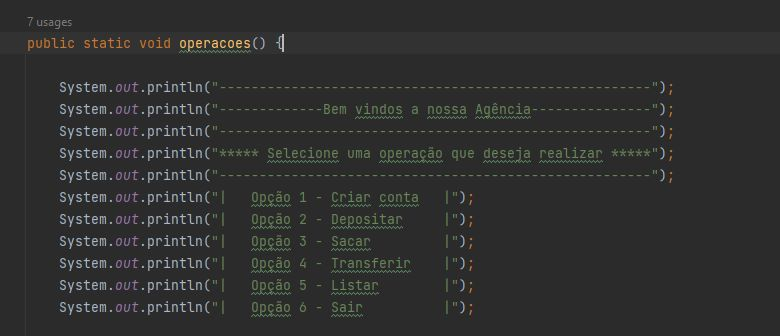 7 usages
public static void operacoes() {
System.out.println("------------------------------------------------------");
System.out.println("-------------Bem vindos a nossa Agência---------------");
System.out.println("------------------------------------------------------");
System.out.println("***** Selecione uma operação que deseja realizar *****");
System.out.println("------------------------------------------------------");
System.out.println("|   Opção 1 - Criar conta   |");
System.out.println("|   Opção 2 - Depositar     |");
System.out.println("|   Opção 3 - Sacar         |");
System.out.println("|   Opção 4 - Transferir    |");
System.out.println("|   Opção 5 - Listar        |");
System.out.println("|   Opção 6 - Sair          |");